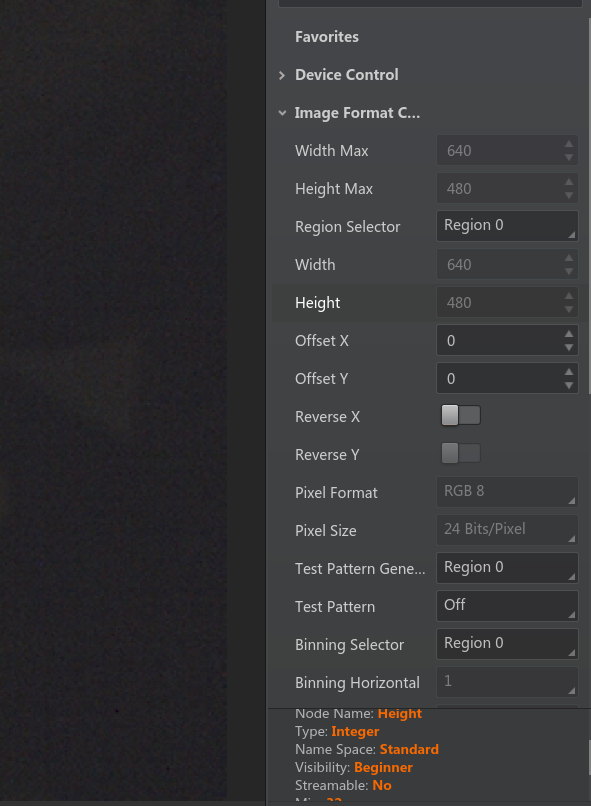 Favorites
Device Control
Image Format C...
Width Max 640
Height Max 480
Region Selector Region 0
Width 640
Height 480
Offset X 0
Offset Y 0
Reverse X
Reverse Y
Pixel Format RGB 8
Pixel Size 24 Bits/Pixel
Test Pattern Gene... Region 0
Test Pattern Off
Binning Selector Region 0
Binning Horizontal 1
Node Name: Height
Type: Integer
Name Space: Standard
Visibility: Beginner
Streamable: No